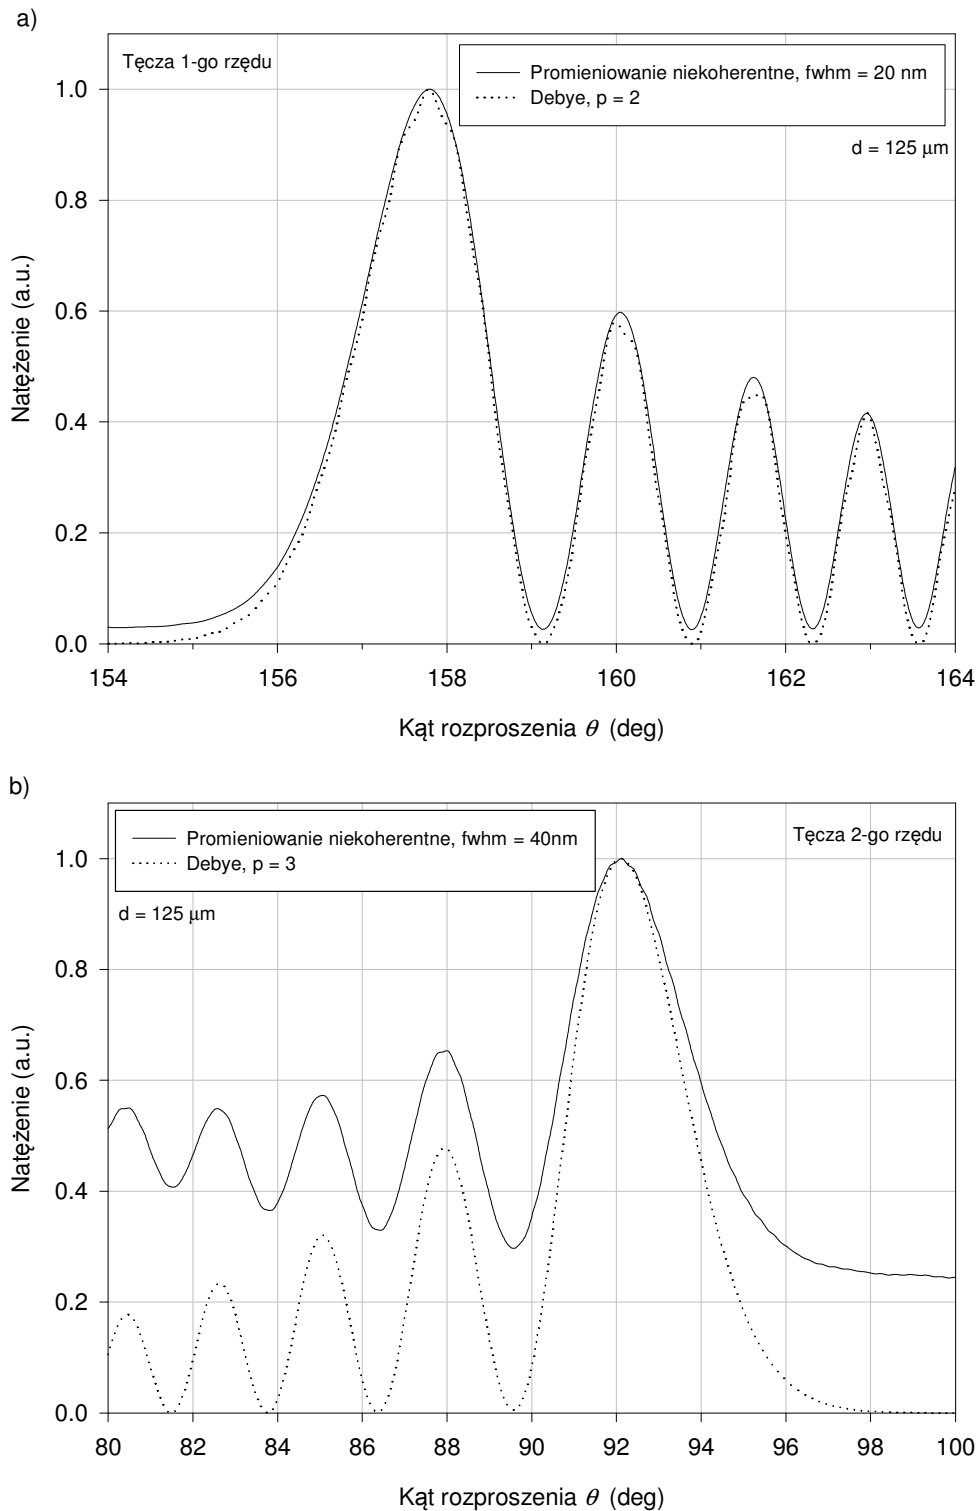 a)
Tęcza 1-go rzędu
Promieniowanie niekoherentne, fwhm = 20 nm
Debye, p = 2
d = 125 μm
Natężenie (a.u.)
1.0
0.8
0.6
0.4
0.2
0.0
154 156 158 160 162 164
Kąt rozproszenia θ (deg)
b)
Promieniowanie niekoherentne, fwhm = 40nm
Debye, p = 3
Tęcza 2-go rzędu
d = 125 μm
Natężenie (a.u.)
1.0
0.8
0.6
0.4
0.2
0.0
80 82 84 86 88 90 92 94 96 98 100
Kąt rozproszenia θ (deg)